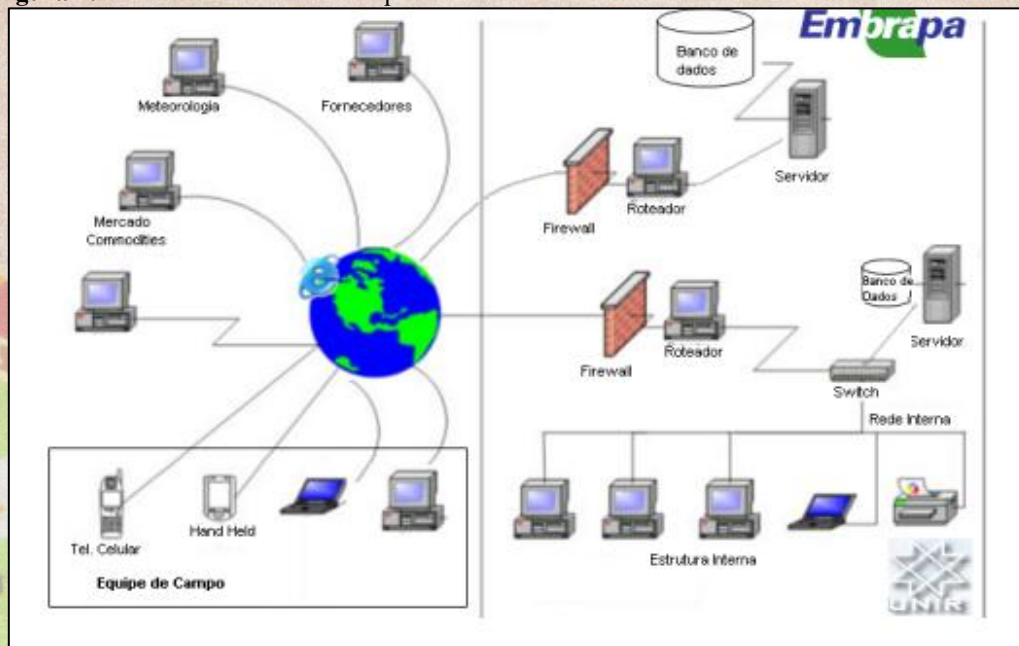 Embrapa
Banco de
dados
Meteorologia
Fornecedores
Servidor
Roteador
Firewall
Mercado
Commodities
Banco de
Dados
Servidor
Roteador
Firewall
Switch
Rede Interna
Tel. Celular
Hand Held
Equipe de Campo
Estrutura Interna
UNIR